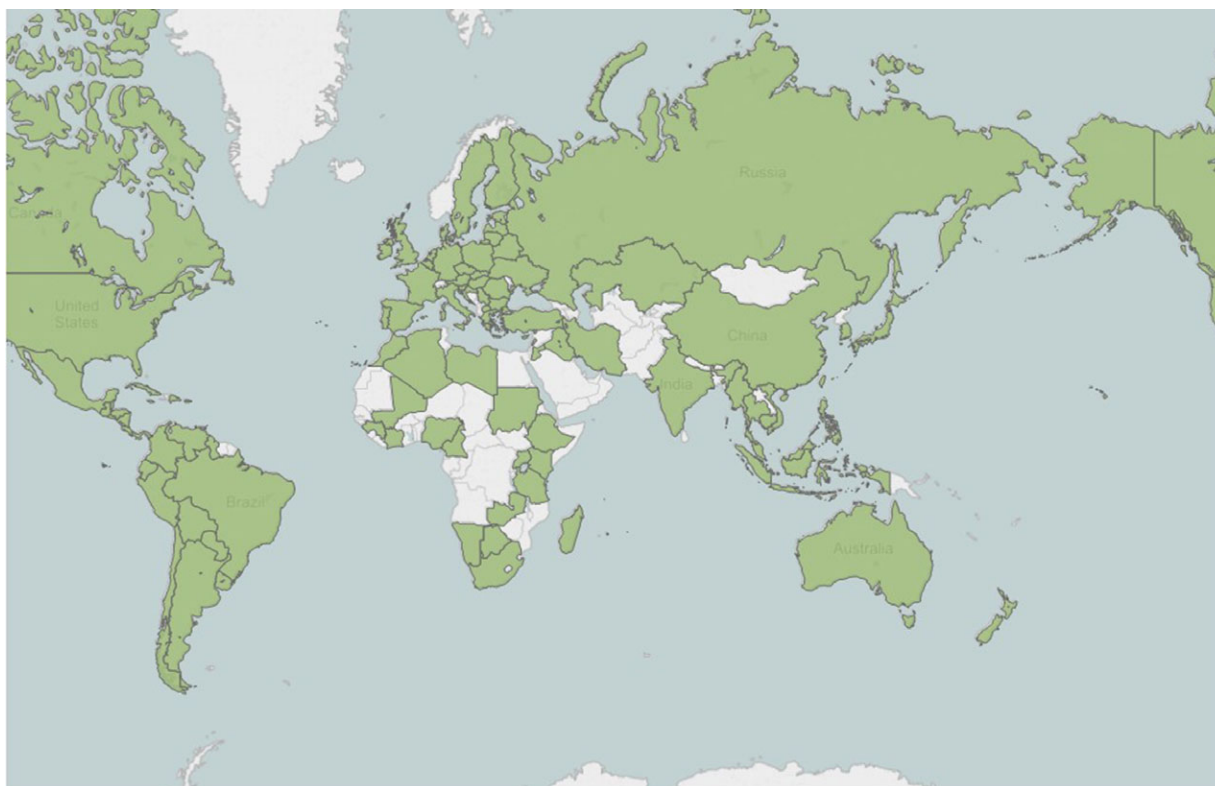 Russia
Canada
United
States
China
India
Brazil
Australia